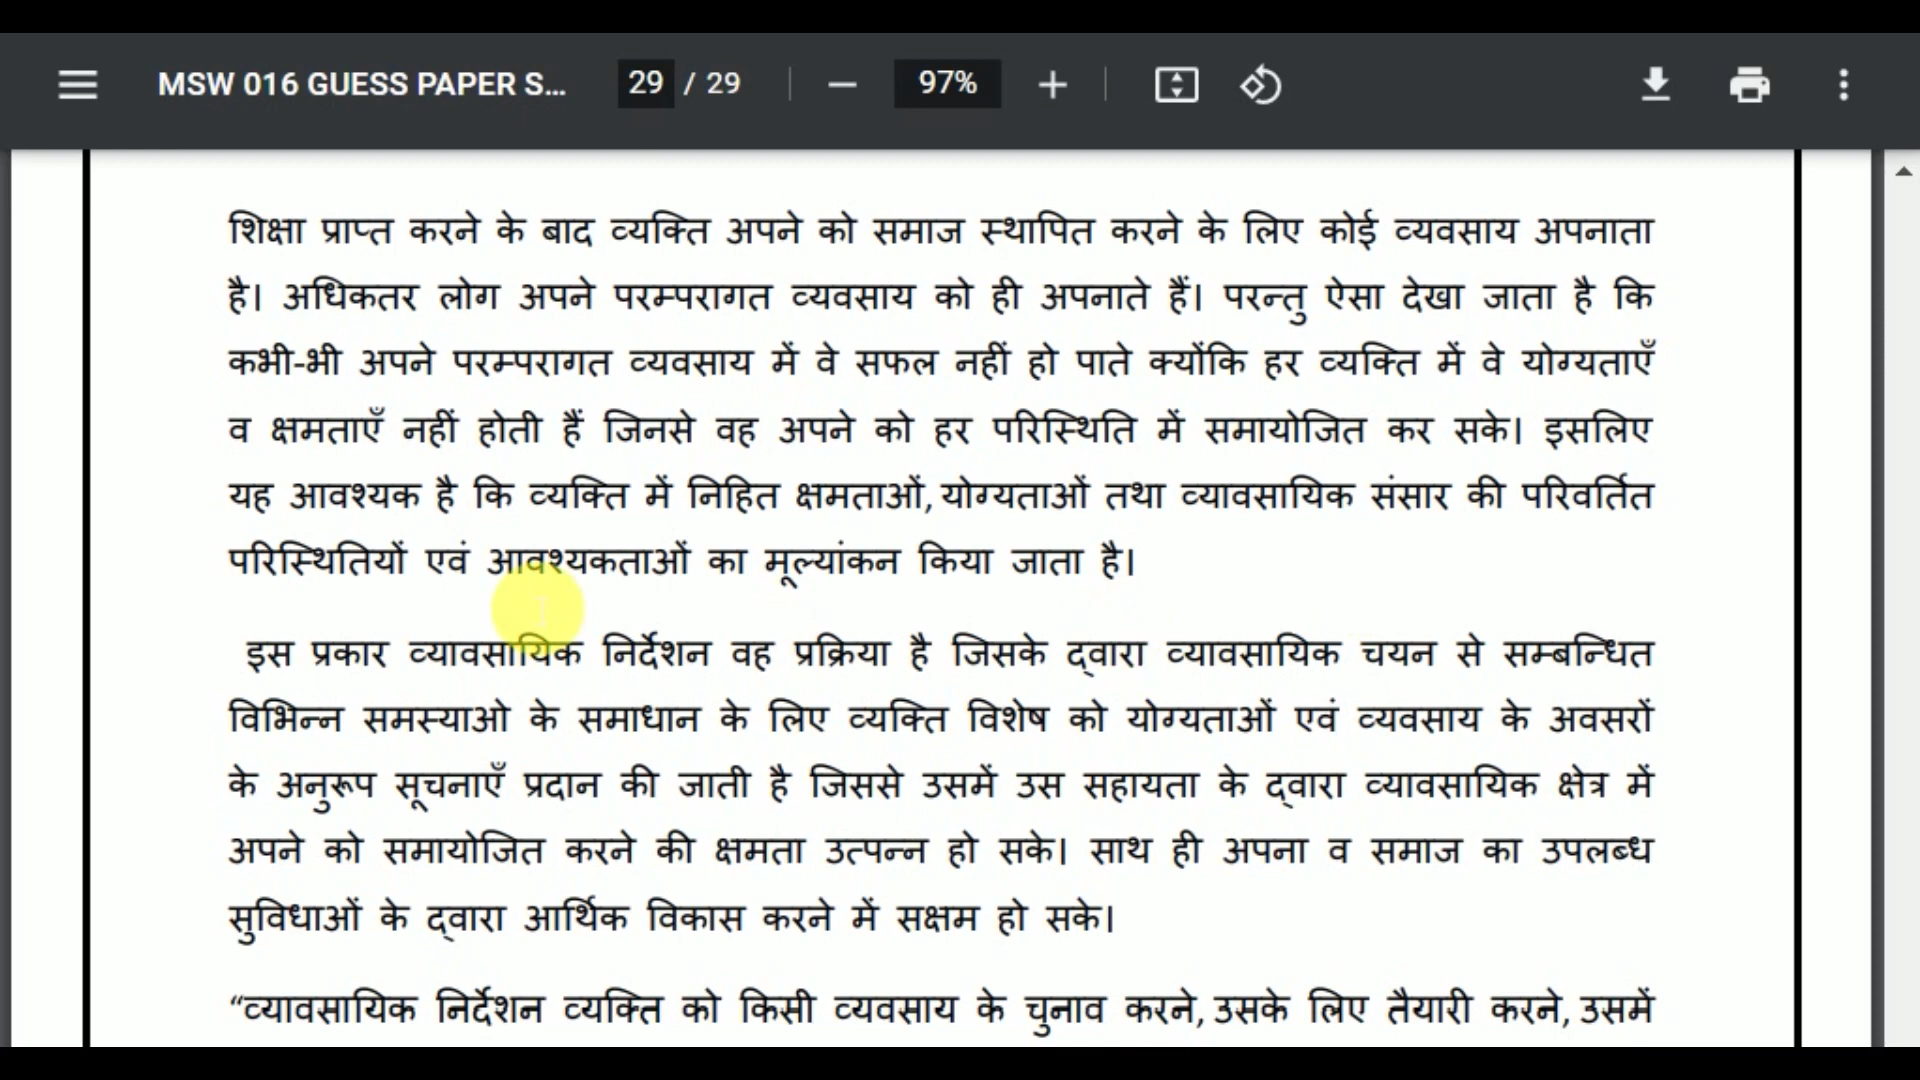 MSW 016 GUESS PAPER S... 29 / 29 97%
शिक्षा प्राप्त करने के बाद व्यक्ति अपने को समाज स्थापित करने के लिए कोई व्यवसाय अपनाता
है। अधिकतर लोग अपने परम्परागत व्यवसाय को ही अपनाते हैं। परन्तु ऐसा देखा जाता है कि
कभी-भी अपने परम्परागत व्यवसाय में वे सफल नहीं हो पाते क्योंकि हर व्यक्ति में वे योग्यताएँ
व क्षमताएँ नहीं होती हैं जिनसे वह अपने को हर परिस्थिति में समायोजित कर सके। इसलिए
यह आवश्यक है कि व्यक्ति में निहित क्षमताओं, योग्यताओं तथा व्यावसायिक संसार की परिवर्तित
परिस्थितियों एवं आवश्यकताओं का मूल्यांकन किया जाता है।
इस प्रकार व्यावसायिक निर्देशन वह प्रक्रिया है जिसके द्वारा व्यावसायिक चयन से सम्बन्धित
विभिन्न समस्याओ के समाधान के लिए व्यक्ति विशेष को योग्यताओं एवं व्यवसाय के अवसरों
के अनुरूप सूचनाएँ प्रदान की जाती है जिससे उसमें उस सहायता के द्वारा व्यावसायिक क्षेत्र में
अपने को समायोजित करने की क्षमता उत्पन्न हो सके। साथ ही अपना व समाज का उपलब्ध
सुविधाओं के द्वारा आर्थिक विकास करने में सक्षम हो सके।
“व्यावसायिक निर्देशन व्यक्ति को किसी व्यवसाय के चुनाव करने, उसके लिए तैयारी करने, उसमें